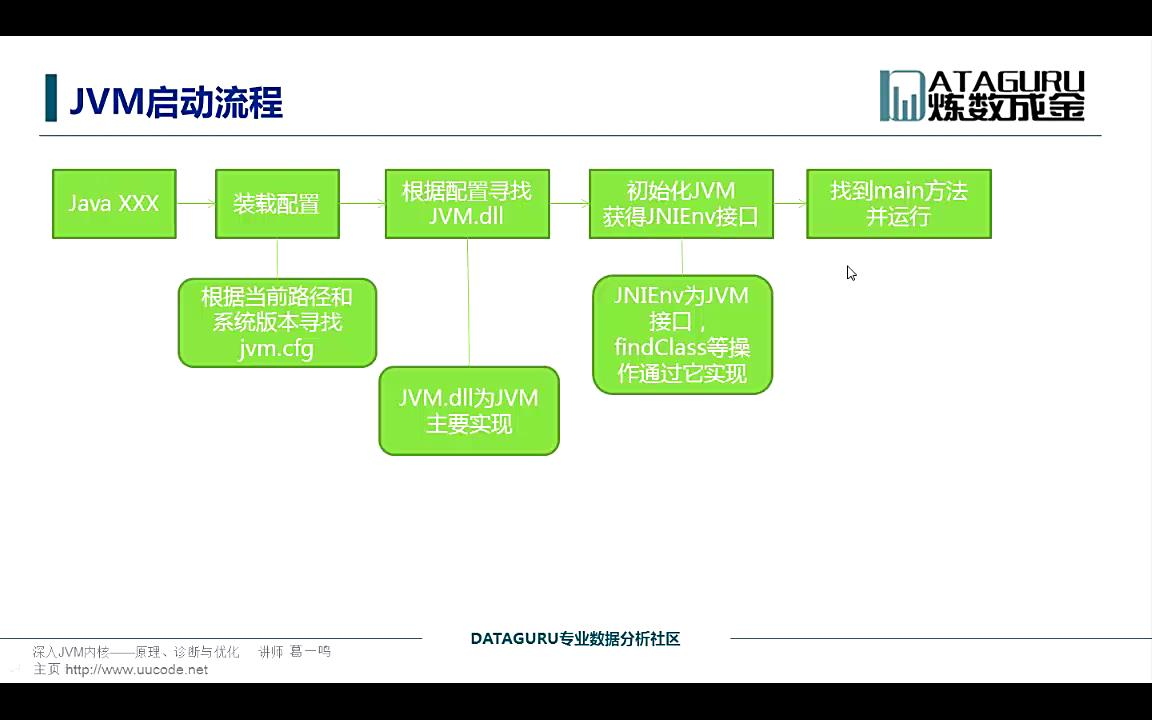 JVM启动流程
DATAGURU
炼数成金
Java XXX
装载配置
根据配置寻找
JVM.dll
初始化JVM
获得JNIEnv接口
找到main方法
并运行
根据当前路径和
系统版本寻找
jvm.cfg
JVM.dll为JVM
主要实现
JNIEnv为JVM
接口，
findClass等操
作通过它实现
DATAGURU专业数据分析社区
深入JVM内核——原理、诊断与优化 讲师 葛一鸣
主页 http://www.uucode.net